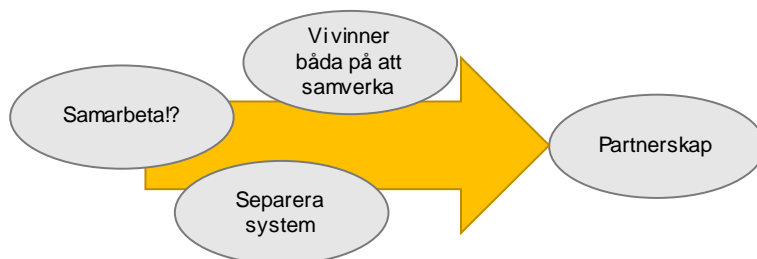 Vi vinner
båda på att
samverka
Samarbeta!?
Partnerskap
Separera
system